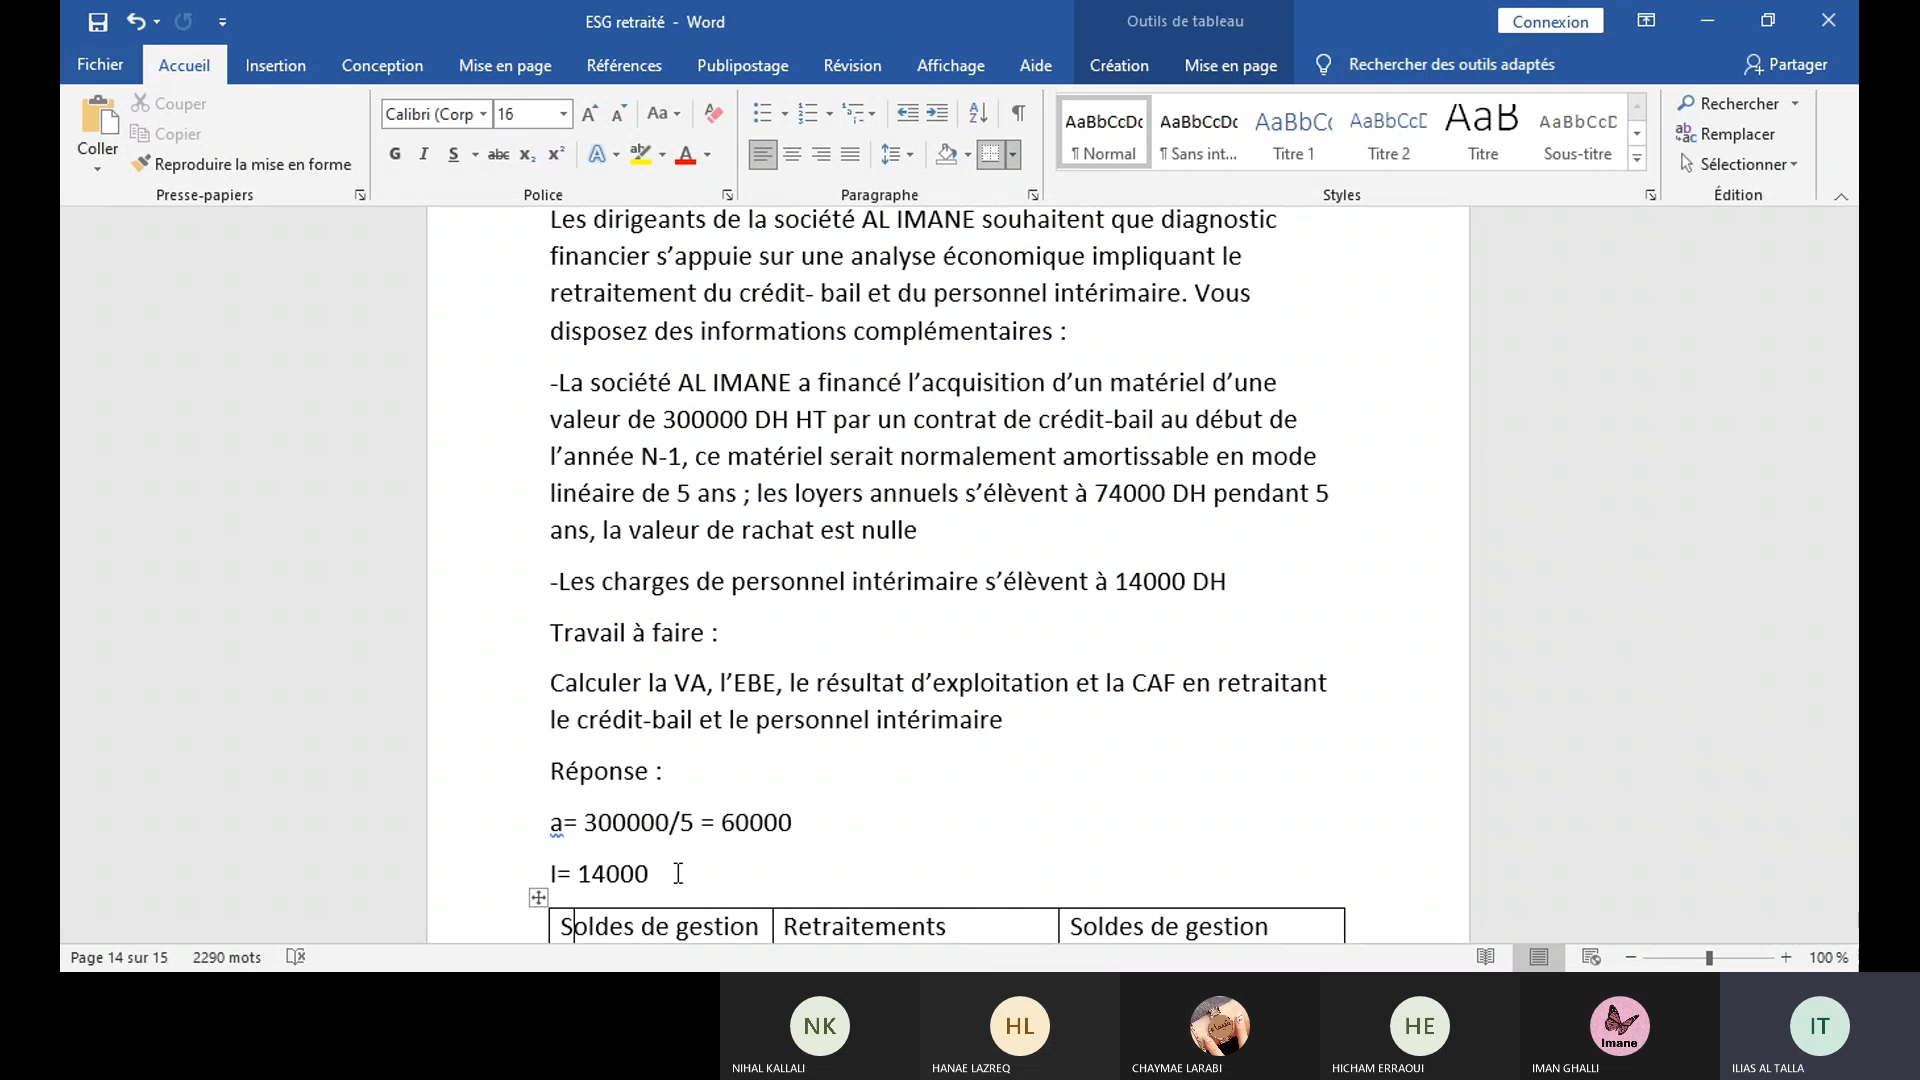 ESG retraité - Word
Outils de tableau
Connexion
Fichier Accueil Insertion Conception Mise en page Références Publipostage Révision Affichage Aide Création Mise en page Rechercher des outils adaptés Partager
Coller
Couper
Copier
Reproduire la mise en forme
Presse-papiers
Calibri (Corp 16
G I S abc x₂ x²
Police
Paragraphe
AaBbCcDc AaBbCcDc AaBbCc AaBbCcD AaB AaBbCcD
¶ Normal ¶ Sans int... Titre 1 Titre 2 Titre Sous-titre
Styles
Rechercher
Remplacer
Sélectionner
Édition
Les dirigeants de la société AL IMANE souhaitent que diagnostic
financier s’appuie sur une analyse économique impliquant le
retraitement du crédit- bail et du personnel intérimaire. Vous
disposez des informations complémentaires :
-La société AL IMANE a financé l’acquisition d’un matériel d’une
valeur de 300000 DH HT par un contrat de crédit-bail au début de
l’année N-1, ce matériel serait normalement amortissable en mode
linéaire de 5 ans ; les loyers annuels s’élèvent à 74000 DH pendant 5
ans, la valeur de rachat est nulle
-Les charges de personnel intérimaire s’élèvent à 14000 DH
Travail à faire :
Calculer la VA, l’EBE, le résultat d’exploitation et la CAF en retraitant
le crédit-bail et le personnel intérimaire
Réponse :
a= 300000/5 = 60000
I= 14000
Soldes de gestion Retraitements Soldes de gestion
Page 14 sur 15 2290 mots 100 %
NK HL HE Imane IT
NIHAL KALLALI HANAE LAZREQ CHAYMAE LARABI HICHAM ERRAOUI IMAN GHALLI ILIAS AL TALLA